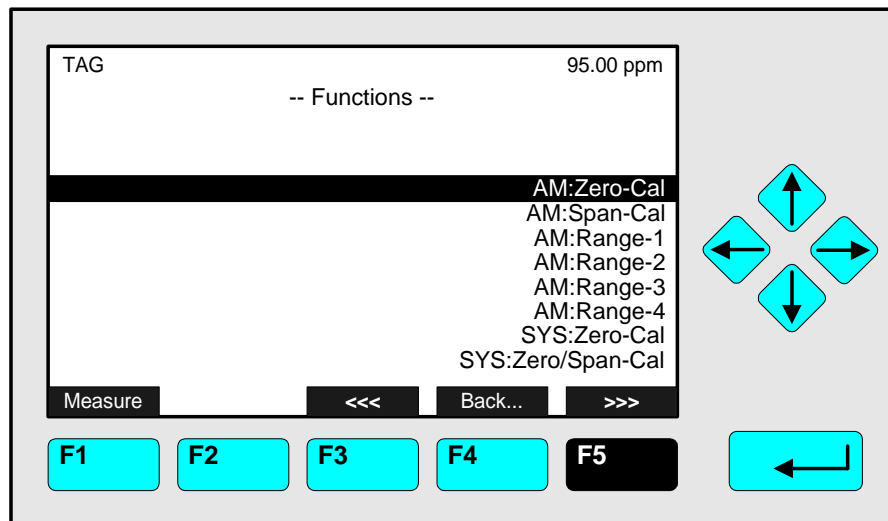 TAG 95.00 ppm
-- Functions --
AM:Zero-Cal
AM:Span-Cal
AM:Range-1
AM:Range-2
AM:Range-3
AM:Range-4
SYS:Zero-Cal
SYS:Zero/Span-Cal
Measure <<< Back... >>>
F1 F2 F3 F4 F5